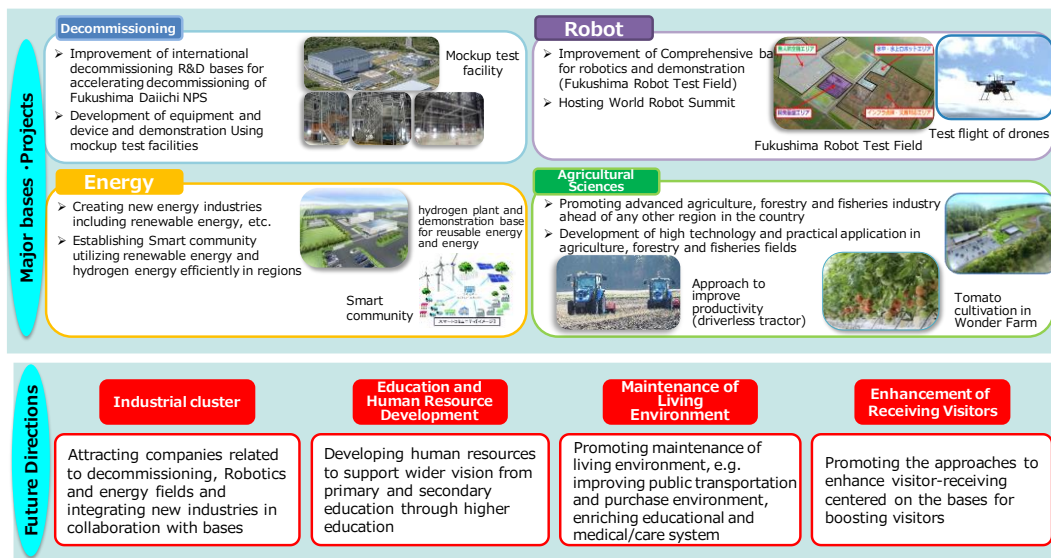 Major bases ・Projects
Decommissioning
➢ Improvement of international
decommissioning R&D bases for
accelerating decommissioning of
Fukushima Daiichi NPS
➢ Development of equipment and
device and demonstration Using
mockup test facilities
Mockup test
facility
Robot
➢ Improvement of Comprehensive ba
for robotics and demonstration
(Fukushima Robot Test Field)
➢ Hosting World Robot Summit
Fukushima Robot Test Field
Test flight of drones
Energy
➢ Creating new energy industries
including renewable energy, etc.
➢ Establishing Smart community
utilizing renewable energy and
hydrogen energy efficiently in regions
hydrogen plant and
demonstration base
for reusable energy
and energy
Smart
community
Agricultural
Sciences
➢ Promoting advanced agriculture, forestry and fisheries industry
ahead of any other region in the country
➢ Development of high technology and practical application in
agriculture, forestry and fisheries fields
Approach to
improve
productivity
(driverless tractor)
Tomato
cultivation in
Wonder Farm
Future Directions
Industrial cluster
Attracting companies related
to decommissioning, Robotics
and energy fields and
integrating new industries in
collaboration with bases
Education and
Human Resource
Development
Developing human resources
to support wider vision from
primary and secondary
education through higher
education
Maintenance of
Living
Environment
Promoting maintenance of
living environment, e.g.
improving public transportation
and purchase environment,
enriching educational and
medical/care system
Enhancement of
Receiving Visitors
Promoting the approaches to
enhance visitor-receiving
centered on the bases for
boosting visitors